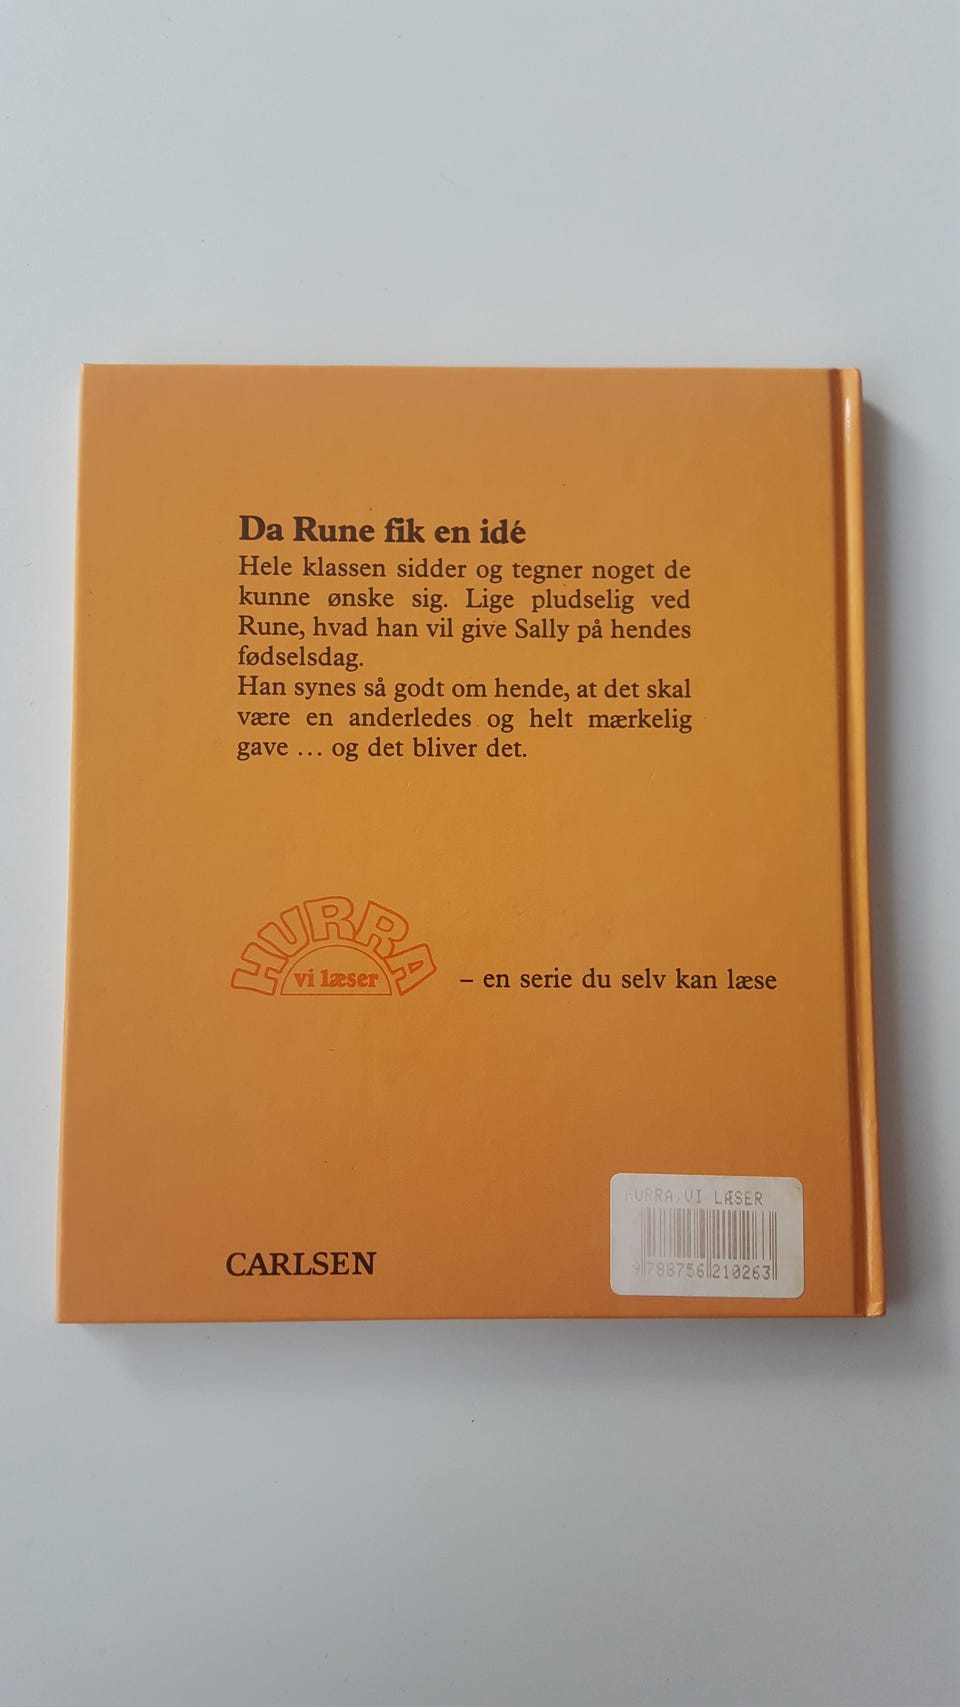 Da Rune fik en idé
Hele klassen sidder og tegner noget de
kunne ønske sig. Lige pludselig ved
Rune, hvad han vil give Sally på hendes
fødselsdag.
Han synes så godt om hende, at det skal
være en anderledes og helt mærkelig
gave ... og det bliver det.
HURRA
vi læser
– en serie du selv kan læse
HURRA,VI LÆSER
9 788756 210263
CARLSEN